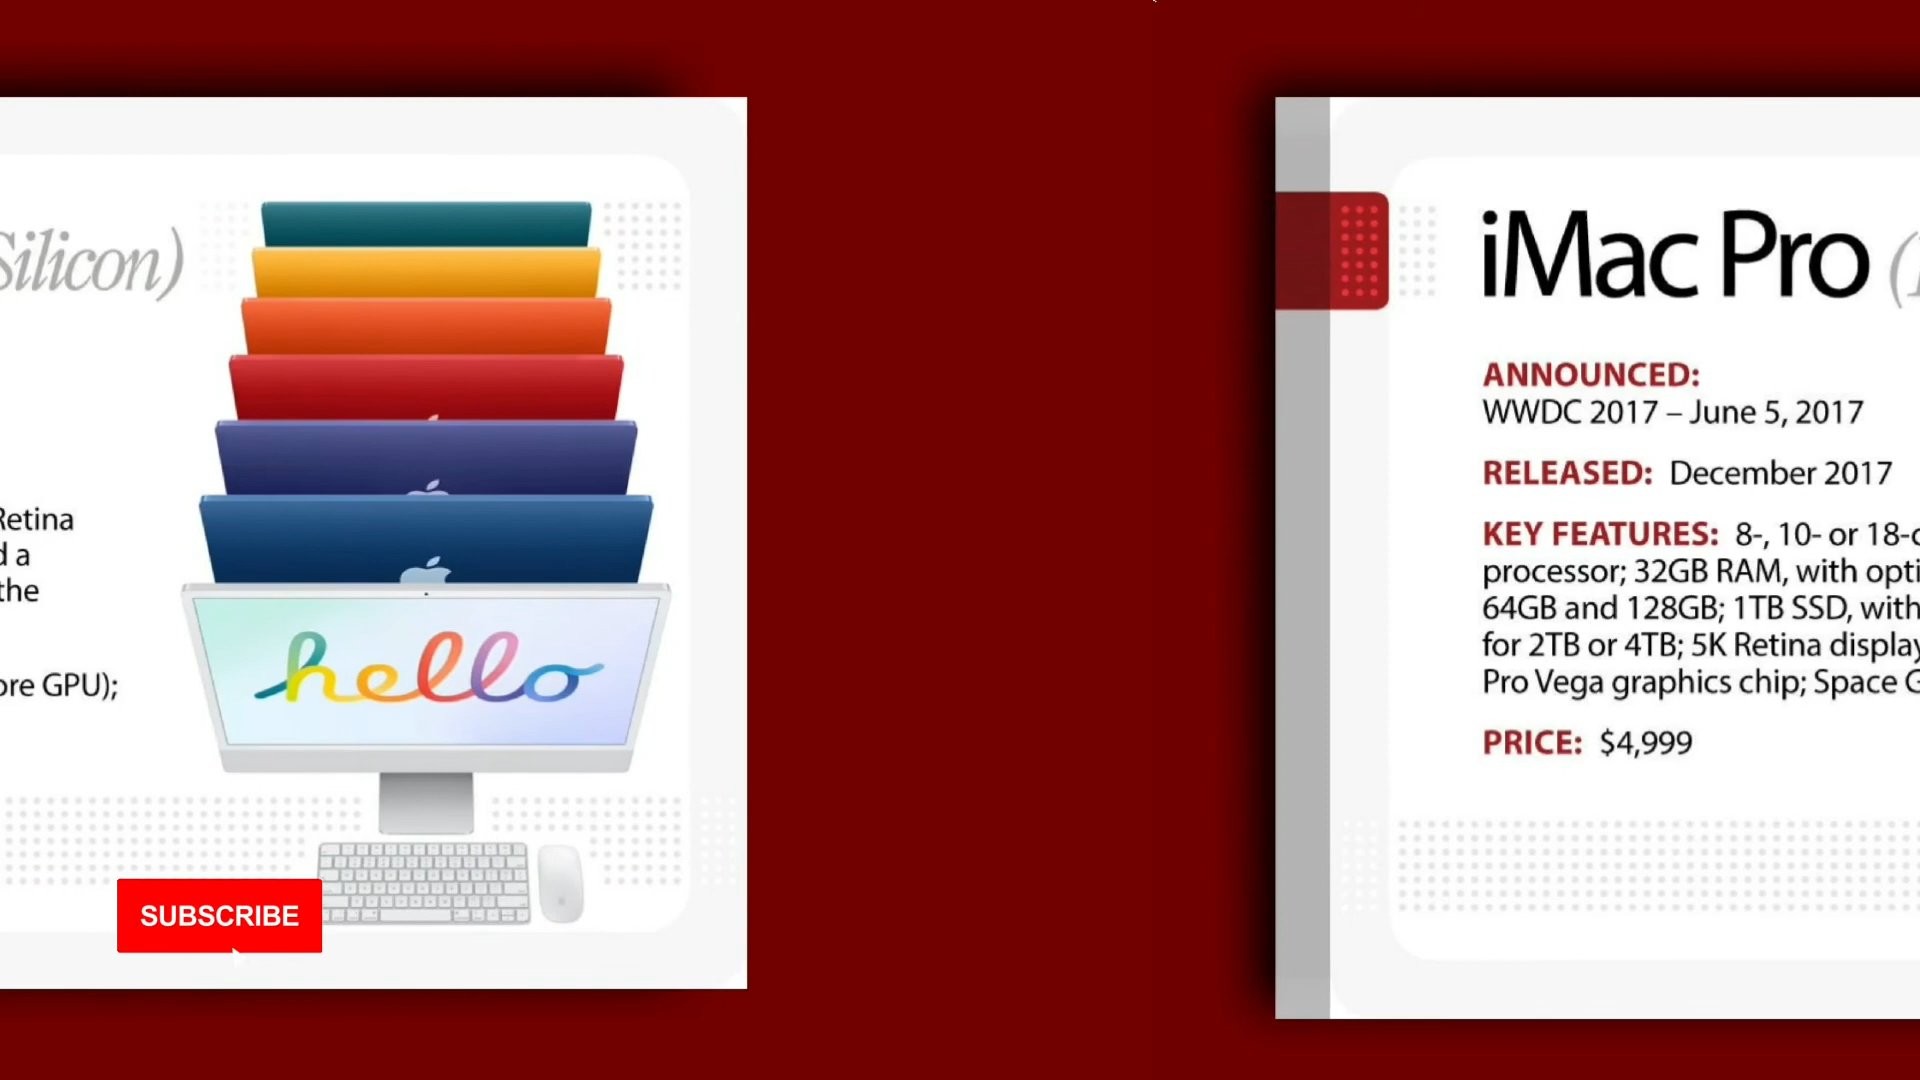 Silicon)
Retina
d a
the
ore GPU);
hello
SUBSCRIBE
iMac Pro
ANNOUNCED:
WWDC 2017 – June 5, 2017
RELEASED: December 2017
KEY FEATURES: 8-, 10- or 18-c
processor; 32GB RAM, with opti
64GB and 128GB; 1TB SSD, with
for 2TB or 4TB; 5K Retina display
Pro Vega graphics chip; Space G
PRICE: $4,999